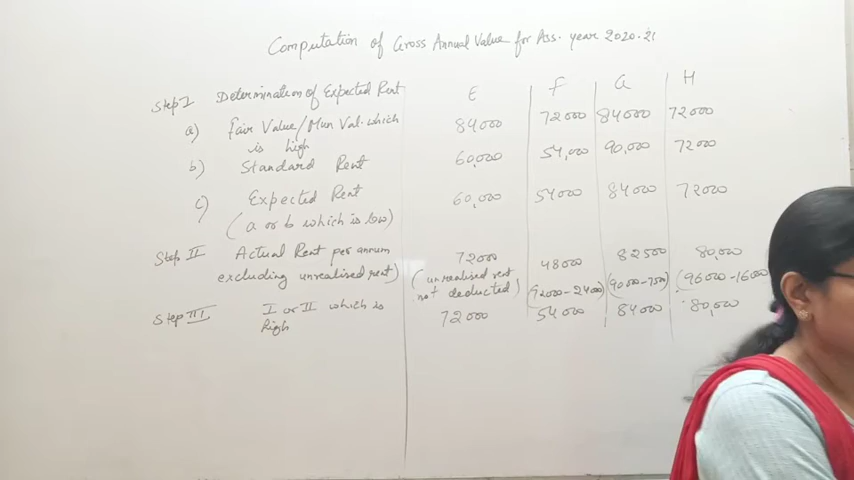 Computation of Gross Annual Value for Ass. year 2020-21
E F G H
Step I Determination of Expected Rent
a) Fair Value/Mun Val. which is high 84000 72000 84000 72000
b) Standard Rent 60,000 54,000 90,000 72000
c) Expected Rent 60,000 54000 84000 72000
(a or b which is low)
Step II Actual Rent per annum 72000 48000 82500 80,000
excluding unrealised rent) (unrealised rent not deducted) (72000-24000) (90000-7500) (96000-16000
Step III I or II which is high 72000 54000 84000 80,000